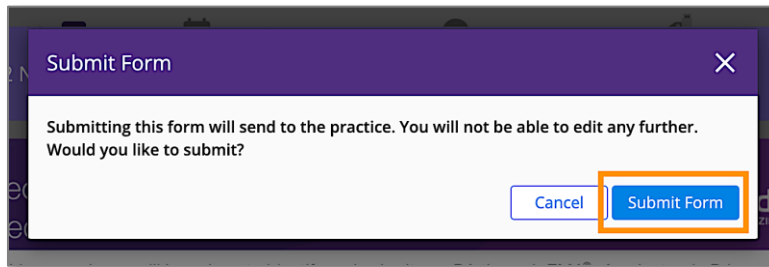 Submit Form
Submitting this form will send to the practice. You will not be able to edit any further.
Would you like to submit?
Cancel
Submit Form